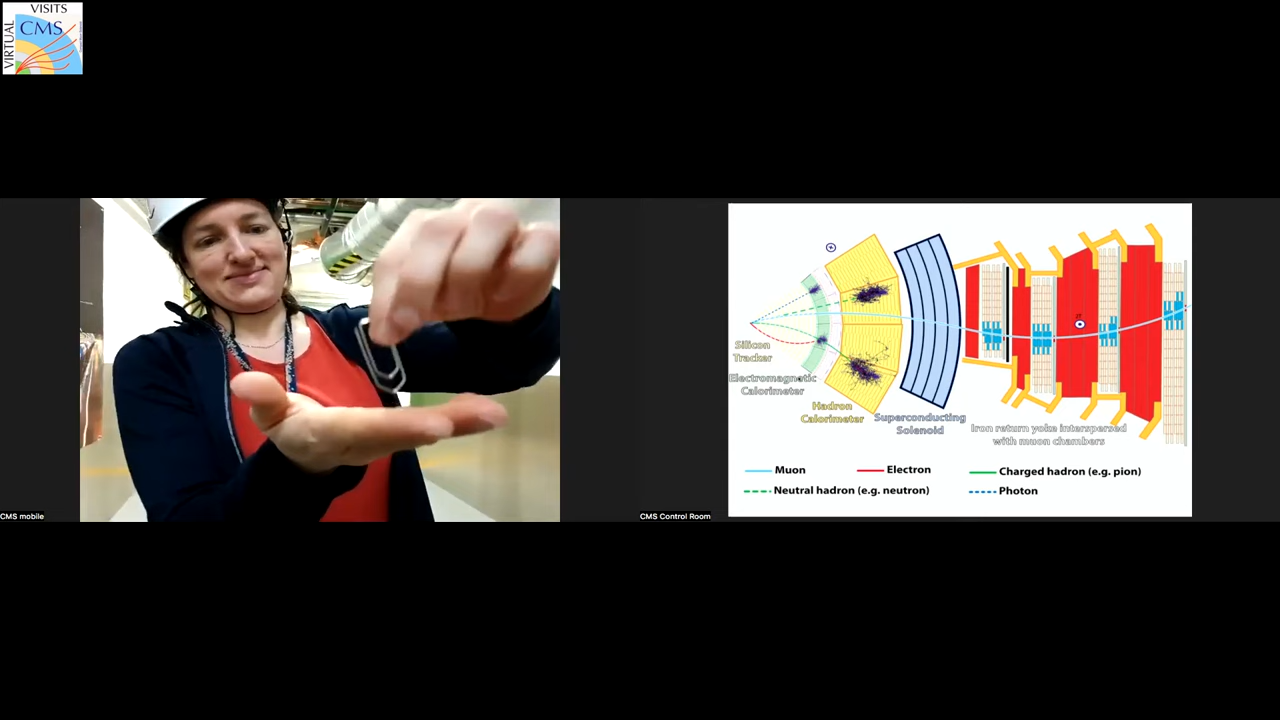 VISITS
CMS
VIRTUAL
CMS mobile
CMS Control Room
Silicon
Tracker
Electromagnetic
Calorimeter
Hadron
Calorimeter
Superconducting
Solenoid
Iron return yoke interspersed
with muon chambers
Muon
Electron
Charged hadron (e.g. pion)
Neutral hadron (e.g. neutron)
Photon